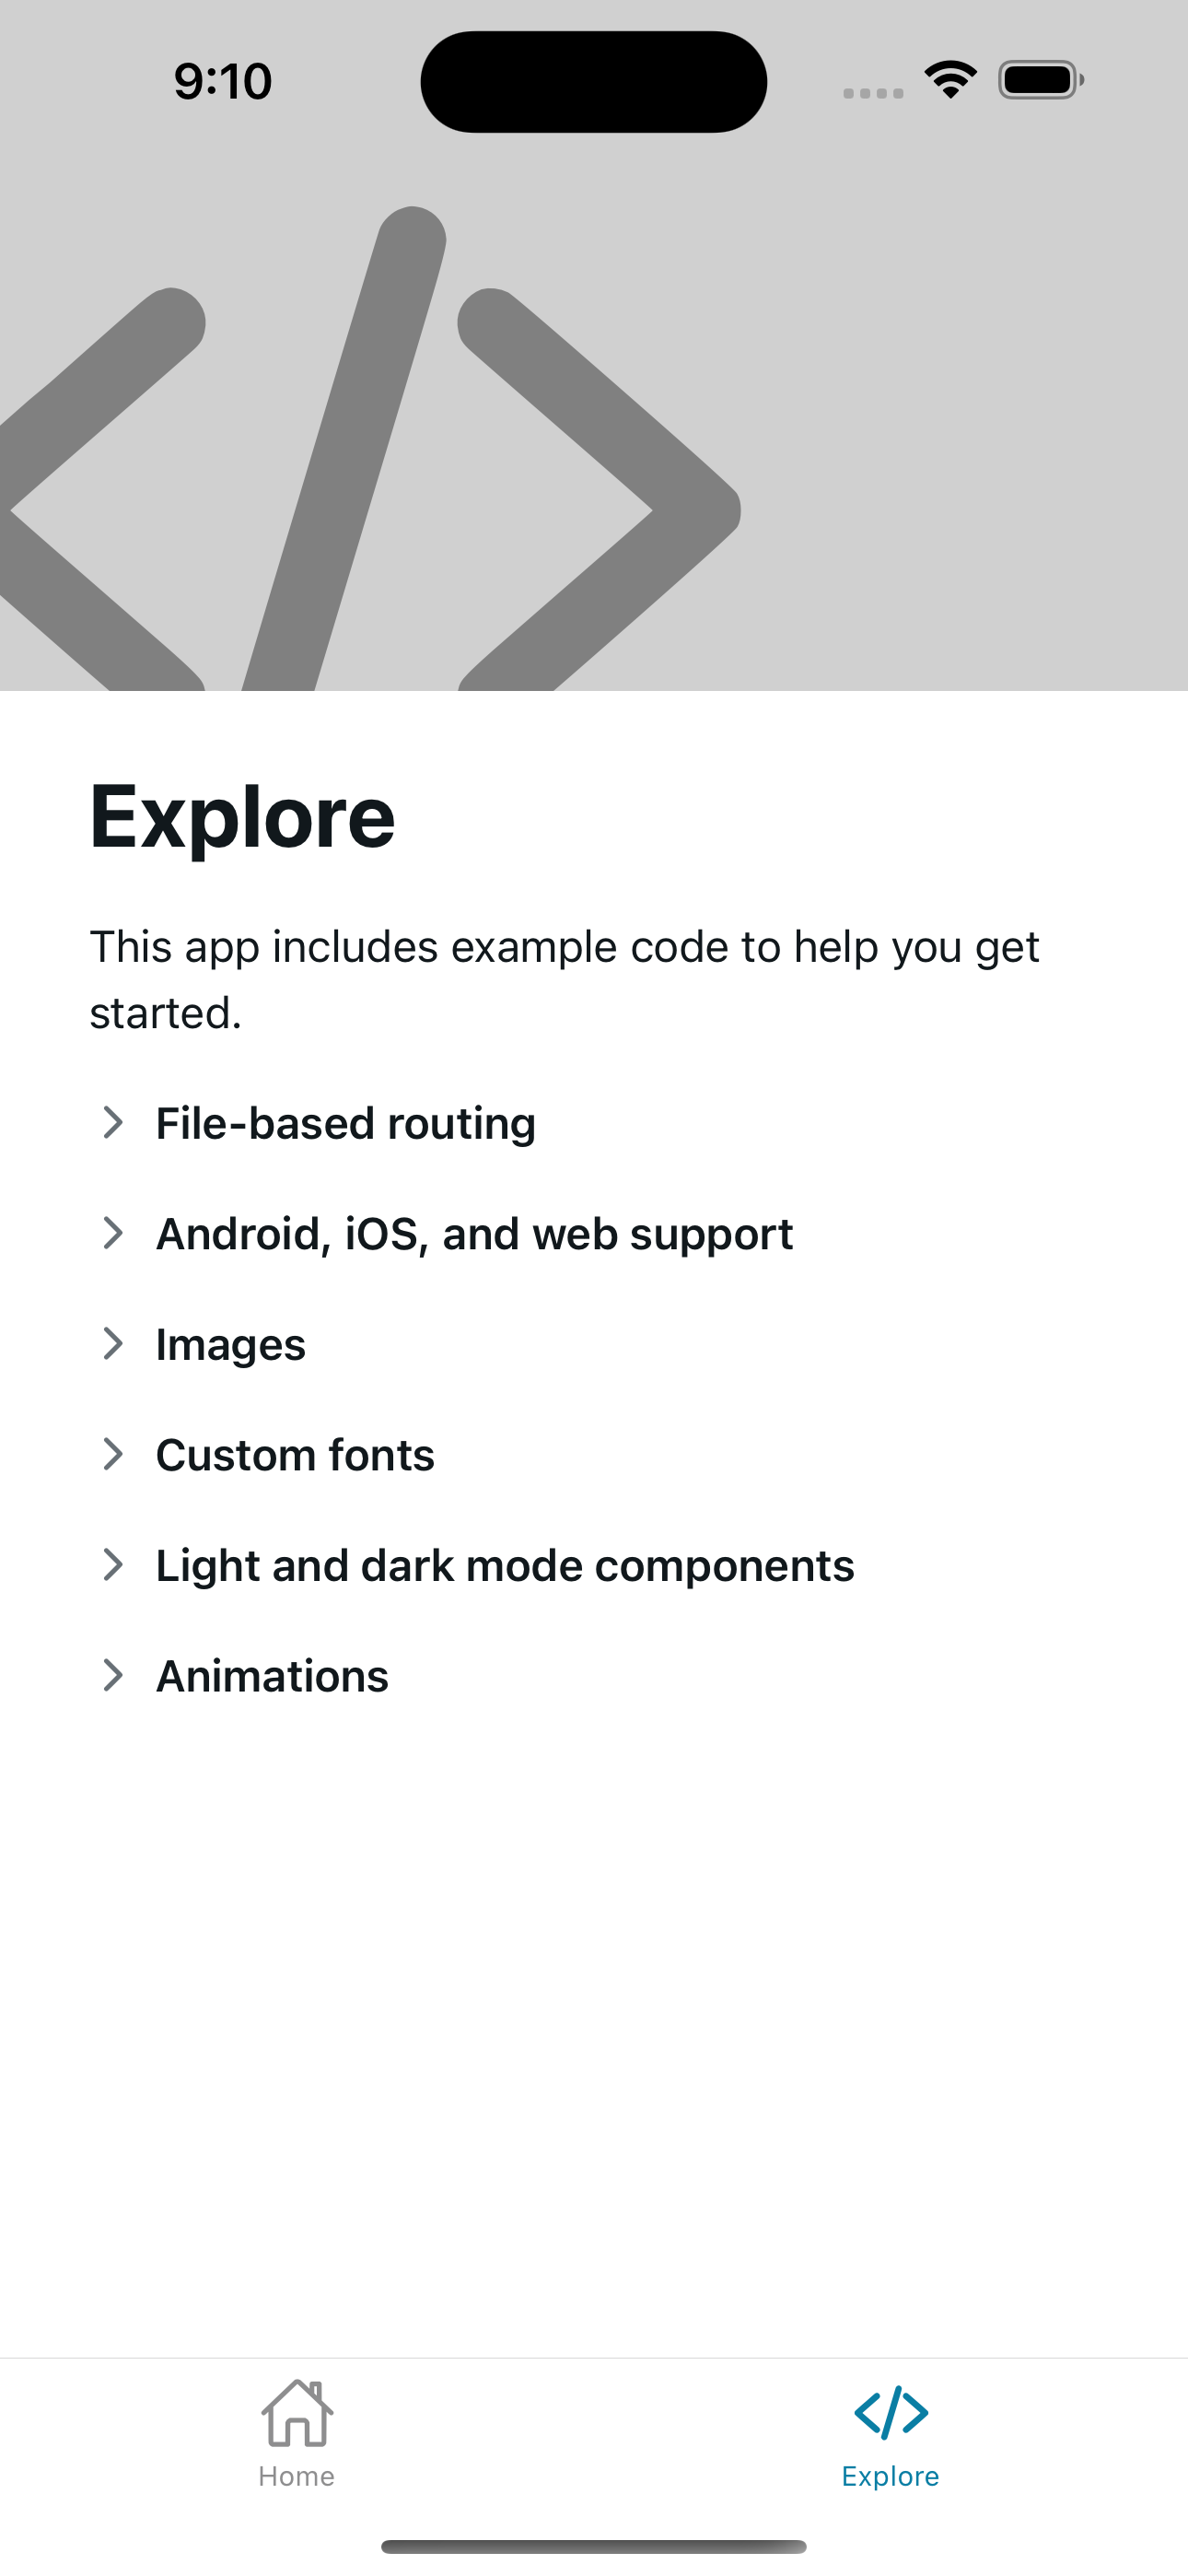 9:10
Explore
This app includes example code to help you get
started.
File-based routing
Android, iOS, and web support
Images
Custom fonts
Light and dark mode components
Animations
Home
Explore